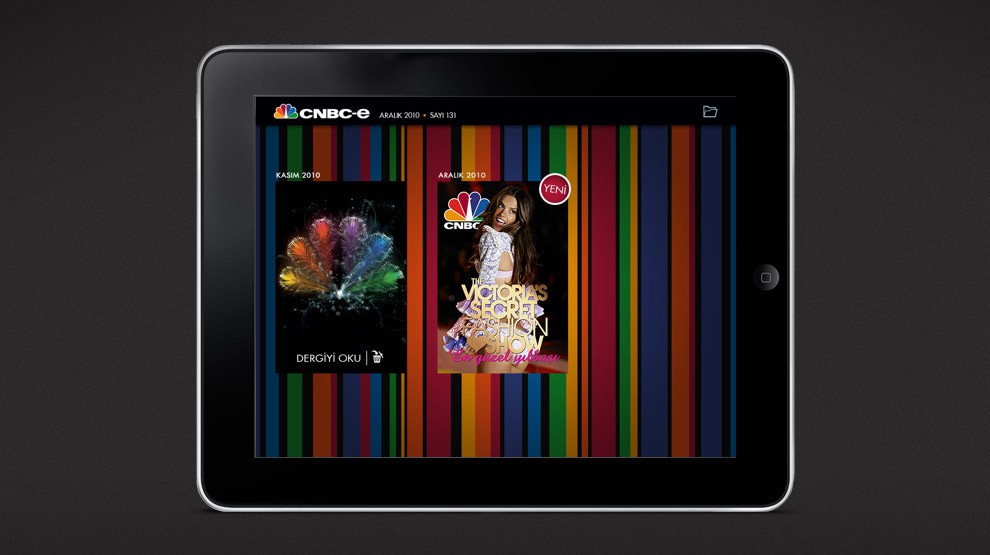 CNBC-e ARALIK 2010 • SAYI 131
KASIM 2010
DERGİYİ OKU
ARALIK 2010
YENİ
CNBC
THE
VICTORIA'S
SECRET
FASHION
SHOW
En güzel yılbaşı